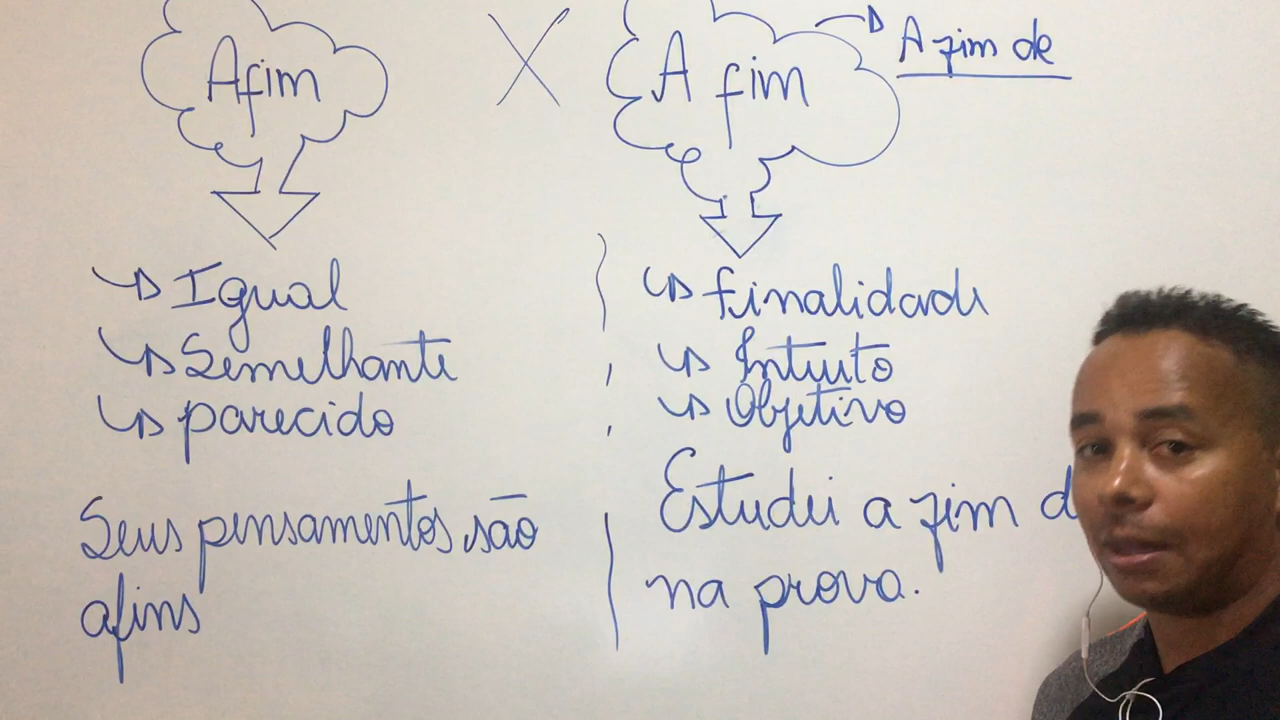 Afim X A fim → A fim de
↳ Igual
↳ Semelhante
↳ parecido
Seus pensamentos são
afins
↳ finalidade
↳ Intuito
↳ Objetivo
Estudei a fim d
na prova.